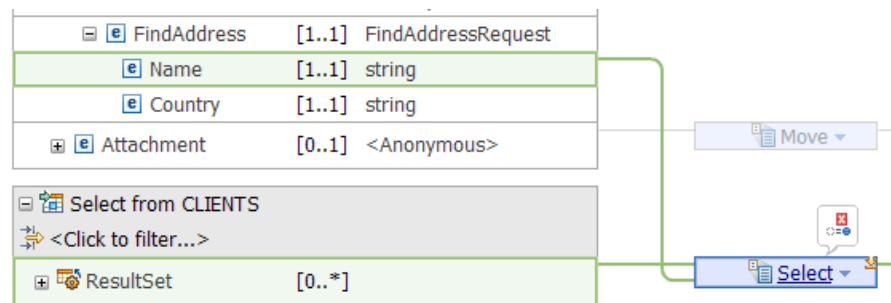 FindAddress [1..1] FindAddressRequest
Name [1..1] string
Country [1..1] string
Attachment [0..1] <Anonymous>
Move
Select from CLIENTS
<Click to filter...>
ResultSet [0..*]
Select